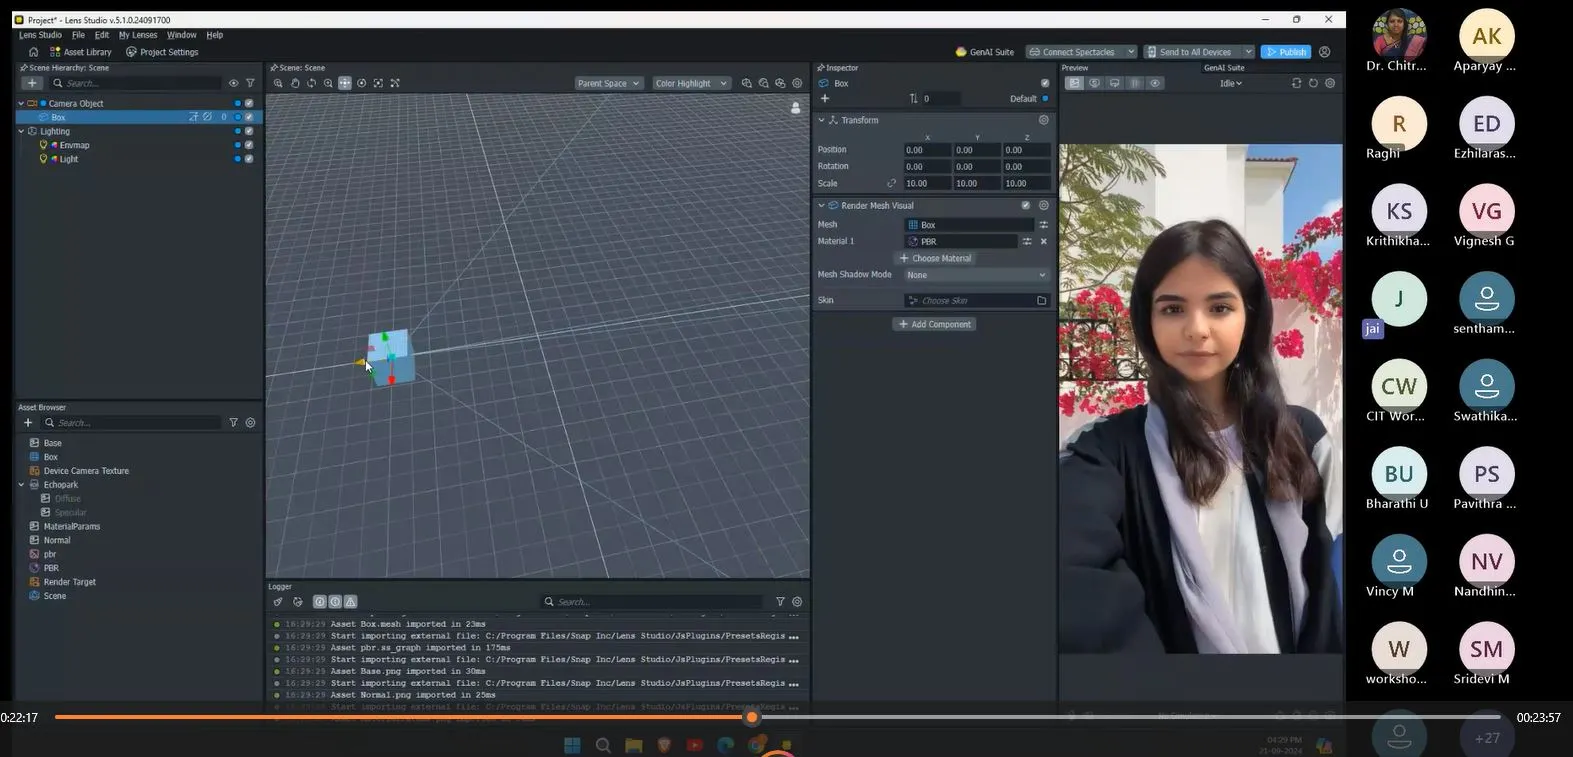 Project* - Lens Studio v.5.1.0.24091700
Lens Studio File Edit My Lenses Window Help
Asset Library Project Settings
GenAI Suite Connect Spectacles Send to All Devices Publish
Scene Hierarchy: Scene
Search...
Camera Object
Box 0
Lighting
Envmap
Light
Asset Browser
Search...
Base
Box
Device Camera Texture
Echopark
Diffuse
Specular
MaterialParams
Normal
pbr
PBR
Render Target
Scene
Scene: Scene
Parent Space Color Highlight
Logger
Search...
16:29:29 Asset Box.mesh imported in 23ms
16:29:29 Start importing external file: C:/Program Files/Snap Inc/Lens Studio/JsPlugins/PresetsRegis ...
16:29:29 Asset pbr.ss_graph imported in 175ms
16:29:29 Start importing external file: C:/Program Files/Snap Inc/Lens Studio/JsPlugins/PresetsRegis ...
16:29:29 Asset Base.png imported in 30ms
16:29:29 Start importing external file: C:/Program Files/Snap Inc/Lens Studio/JsPlugins/PresetsRegis ...
16:29:29 Asset Normal.png imported in 25ms
Inspector
Box
0 Default
Transform
X Y Z
Position 0.00 0.00 0.00
Rotation 0.00 0.00 0.00
Scale 10.00 10.00 10.00
Render Mesh Visual
Mesh Box
Material 1 PBR
+ Choose Material
Mesh Shadow Mode None
Skin Choose Skin
+ Add Component
Preview GenAI Suite
Idle
Dr. Chitr...
AK
Aparyay ...
R
Raghi
ED
Ezhilaras...
KS
Krithikha...
VG
Vignesh G
J
jai
sentham...
CW
CIT Wor...
Swathika...
BU
Bharathi U
PS
Pavithra ...
Vincy M
NV
Nandhin...
W
worksho...
SM
Sridevi M
+27
0:22:17
00:23:57
04:29 PM
21-09-2024